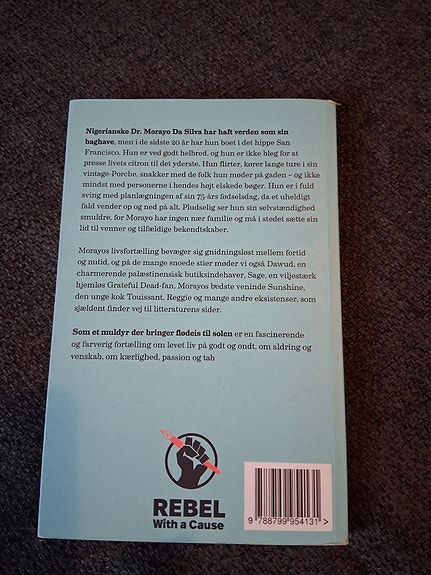 Nigerianske Dr. Morayo Da Silva har haft verden som sin
baghave, men i de sidste 20 år har hun boet i det hippe San
Francisco. Hun er ved godt helbred, og hun er ikke bleg for at
presse livets citron til det yderste. Hun flirter, kører lange ture i sin
vintage-Porche, snakker med de folk hun møder på gaden – og ikke
mindst med personerne i hendes højt elskede bøger. Hun er i fuld
sving med planlægningen af sin 75-års fødselsdag, da et uheldigt
fald vender op og ned på alt. Pludselig ser hun sin selvstændighed
smuldre, for Morayo har ingen nær familie og må i stedet sætte sin
lid til venner og tilfældige bekendtskaber.
Morayos livsfortælling bevæger sig gnidningsløst mellem fortid
og nutid, og på de mange snoede stier møder vi også Dawud, en
charmerende palæstinensisk butiksindehaver, Sage, en viljestærk
hjemløs Grateful Dead-fan, Morayos bedste veninde Sunshine,
den unge kok Touissant, Reggie og mange andre eksistenser, som
sjældent finder vej til litteraturens sider.
Som et muldyr der bringer flødeis til solen er en fascinerende
og farverig fortælling om levet liv på godt og ondt, om aldring og
venskab, om kærlighed, passion og tab
REBEL
With a Cause
9 788799 954131 >